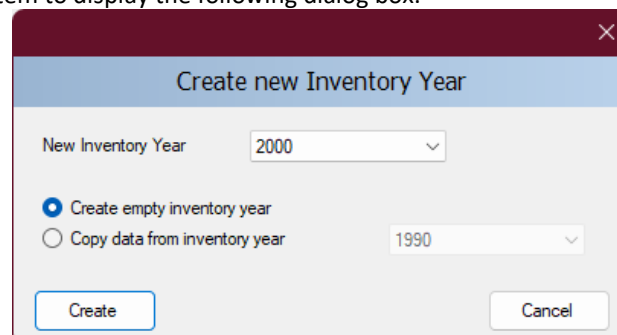 to display the following dialog box.
Create new Inventory Year
New Inventory Year 2000
Create empty inventory year
Copy data from inventory year 1990
Create Cancel